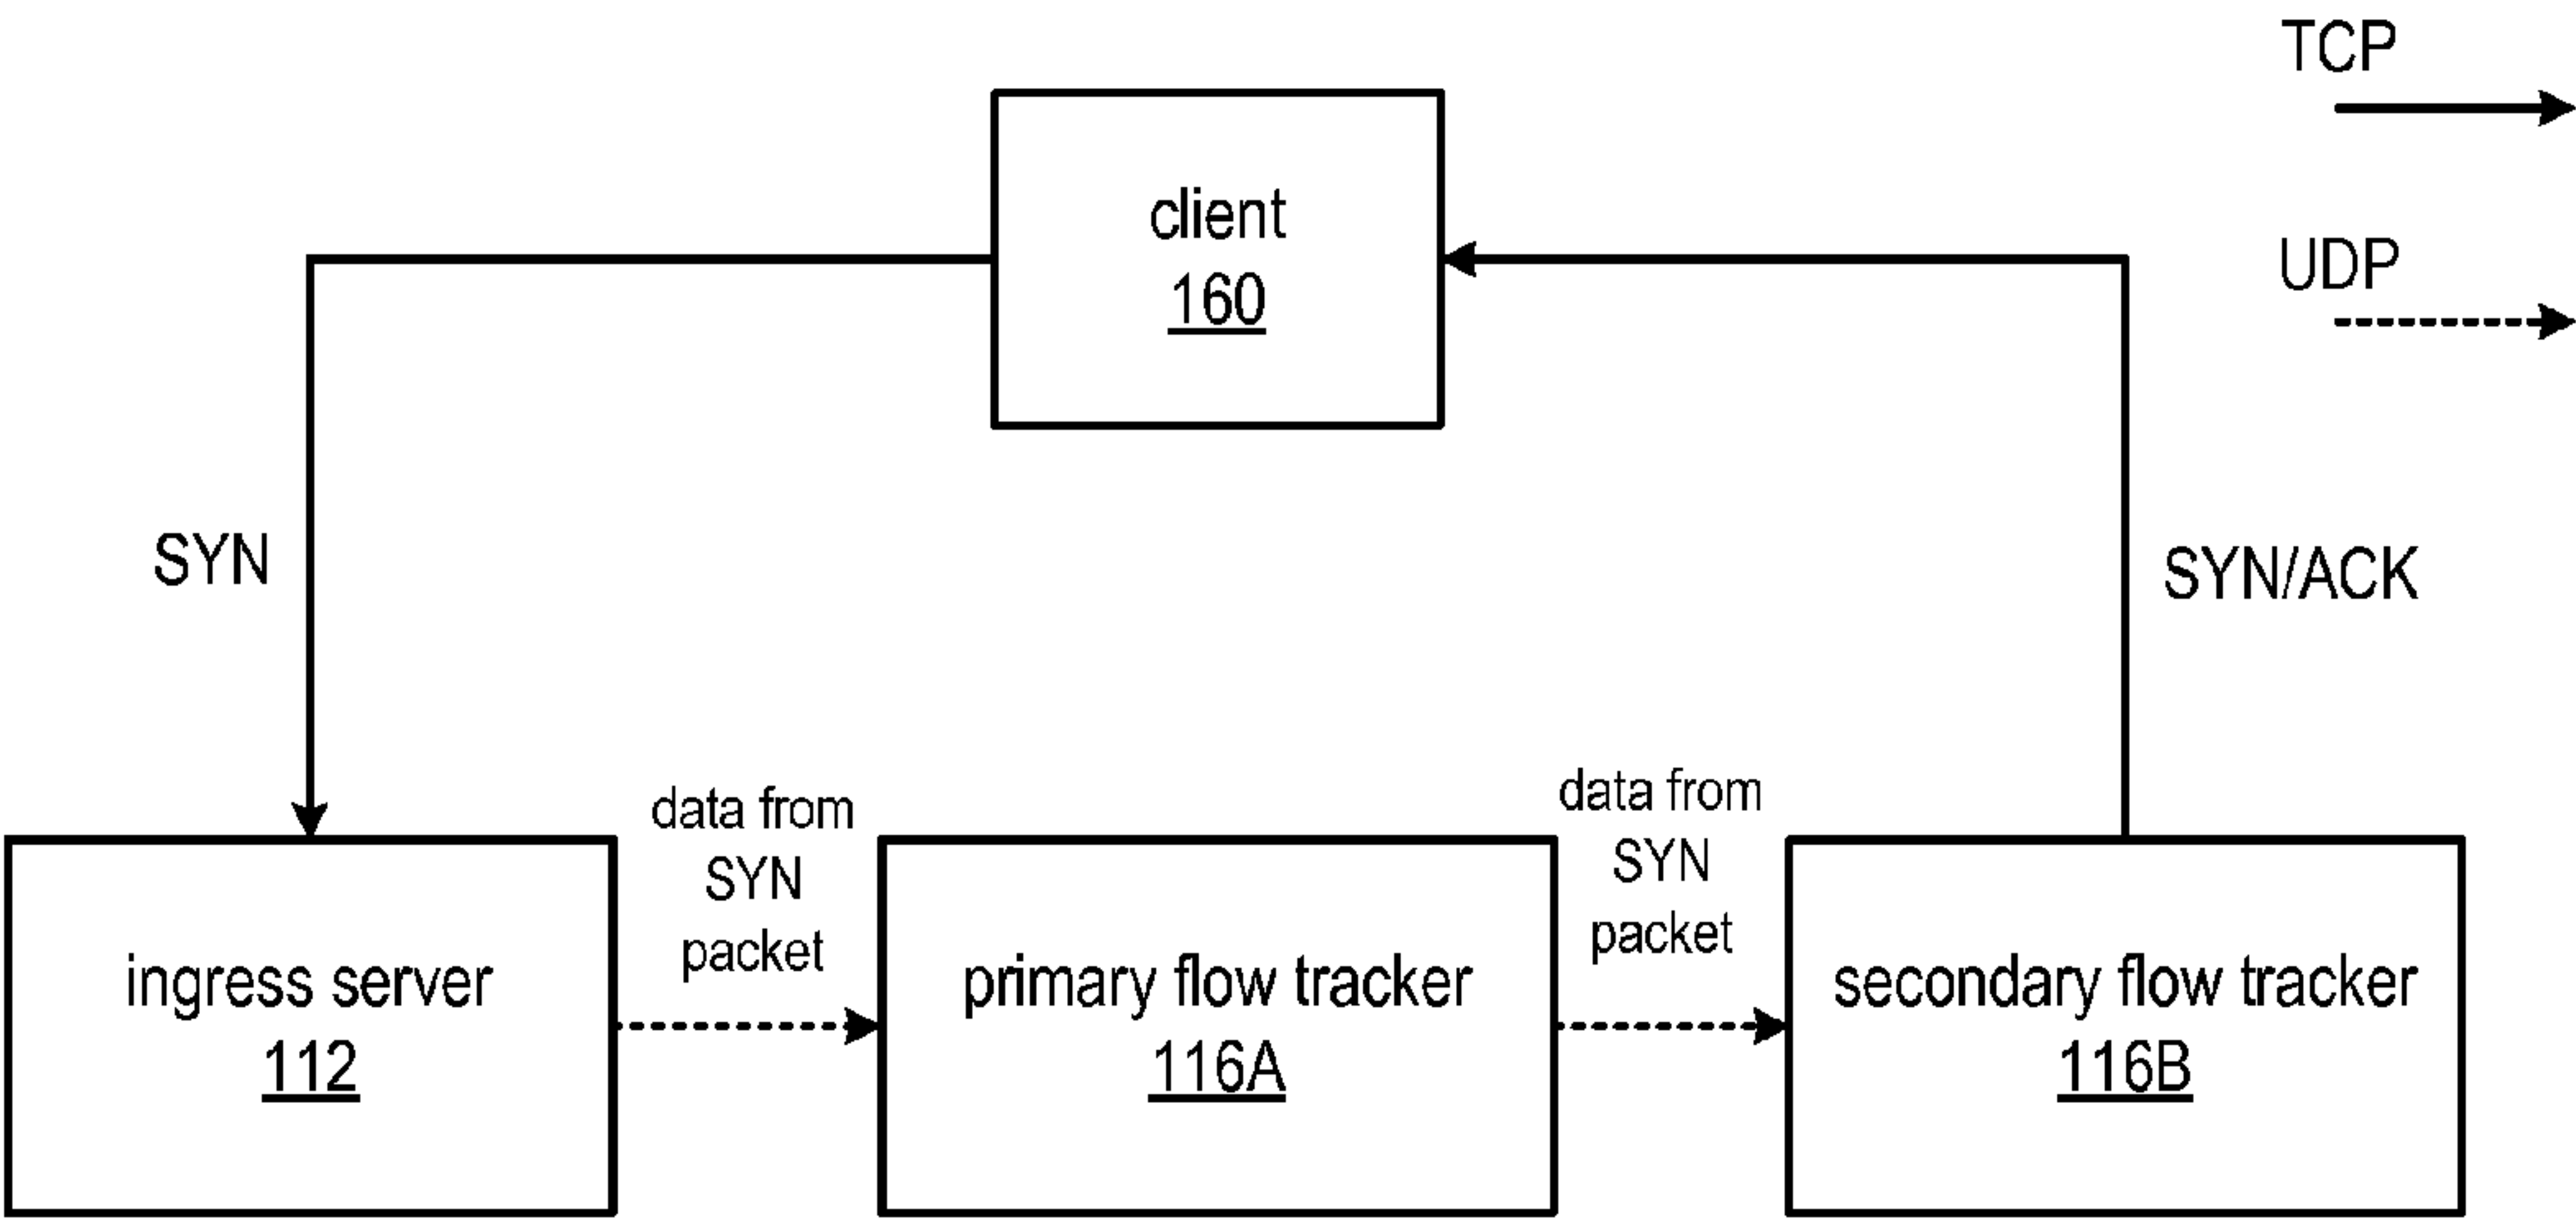 TCP
client
160
UDP
SYN
SYN/ACK
data from
SYN
packet
data from
SYN
packet
ingress server
112
primary flow tracker
116A
secondary flow tracker
116B